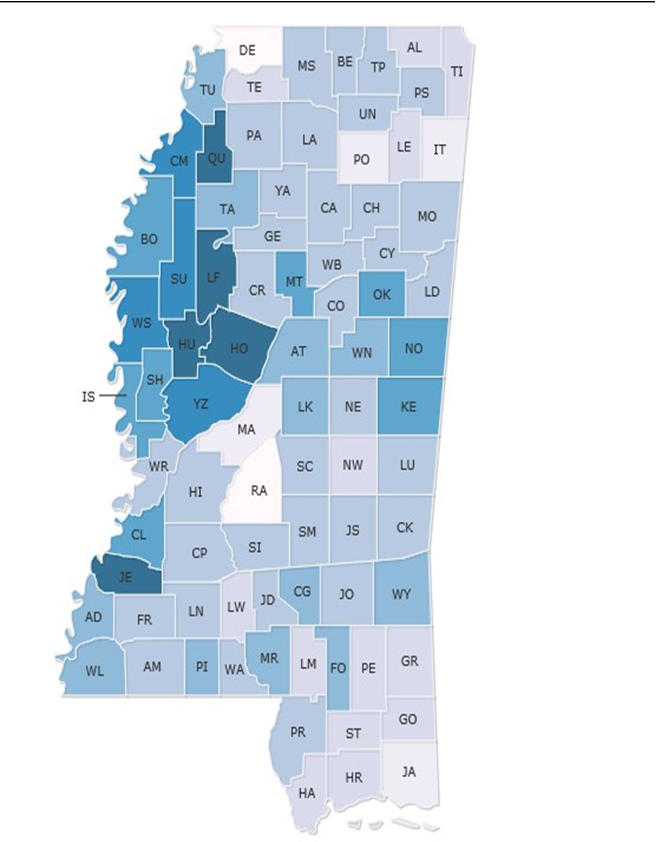 DE
AL
MS
BE
TP
TI
TU
TE
PS
UN
PA
LA
LE
IT
PO
CM
QU
YA
TA
CA
CH
MO
GE
BO
CY
WB
SU
LF
MT
CR
OK
LD
CO
WS
HU
HO
AT
WN
NO
SH
IS
YZ
LK
NE
KE
MA
WR
SC
NW
LU
HI
RA
CL
SM
JS
CK
CP
SI
JE
AD
FR
LN
LW
JD
CG
JO
WY
WL
AM
PI
WA
MR
LM
FO
PE
GR
PR
ST
GO
HA
HR
JA